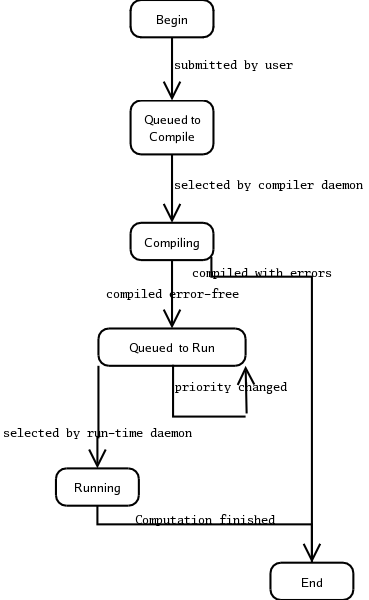 Begin
submitted by user
Queued to
Compile
selected by compiler daemon
Compiling
compiled with errors
compiled error-free
Queued to Run
priority changed
selected by run-time daemon
Running
Computation finished
End